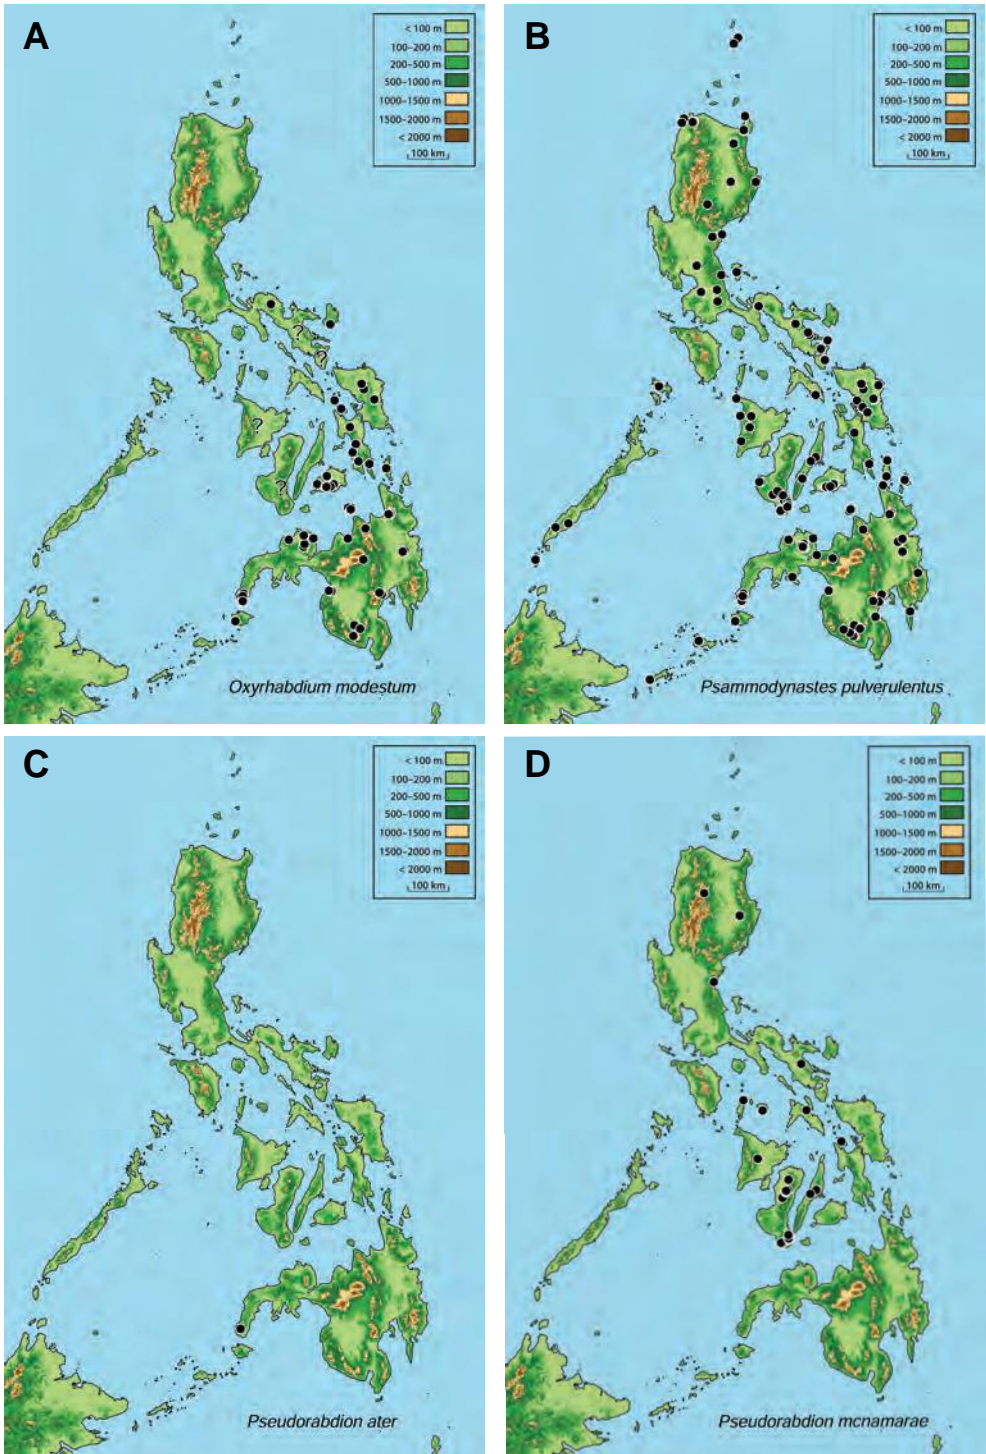 A
< 100 m
100–200 m
200–500 m
500–1000 m
1000–1500 m
1500–2000 m
< 2000 m
100 km
?
?
?
?
Oxyrhabdium modestum
B
< 100 m
100–200 m
200–500 m
500–1000 m
1000–1500 m
1500–2000 m
< 2000 m
100 km
Psammodynastes pulverulentus
C
< 100 m
100–200 m
200–500 m
500–1000 m
1000–1500 m
1500–2000 m
< 2000 m
100 km
Pseudorabdion ater
D
< 100 m
100–200 m
200–500 m
500–1000 m
1000–1500 m
1500–2000 m
< 2000 m
100 km
Pseudorabdion mcnamarae